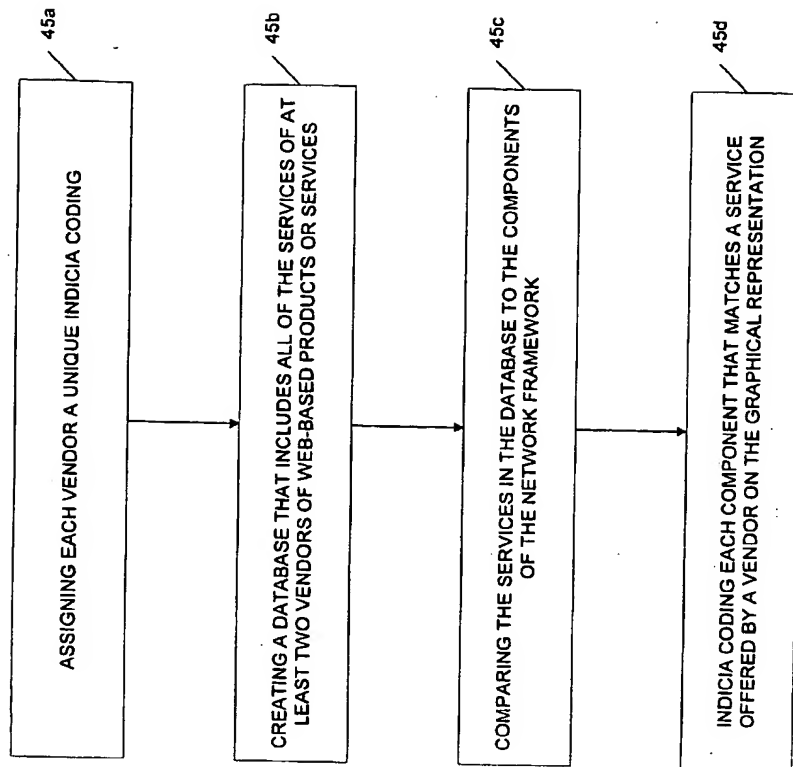 45a
ASSIGNING EACH VENDOR A UNIQUE INDICIA CODING
45b
CREATING A DATABASE THAT INCLUDES ALL OF THE SERVICES OF AT
LEAST TWO VENDORS OF WEB-BASED PRODUCTS OR SERVICES
45c
COMPARING THE SERVICES IN THE DATABASE TO THE COMPONENTS
OF THE NETWORK FRAMEWORK
45d
INDICIA CODING EACH COMPONENT THAT MATCHES A SERVICE
OFFERED BY A VENDOR ON THE GRAPHICAL REPRESENTATION